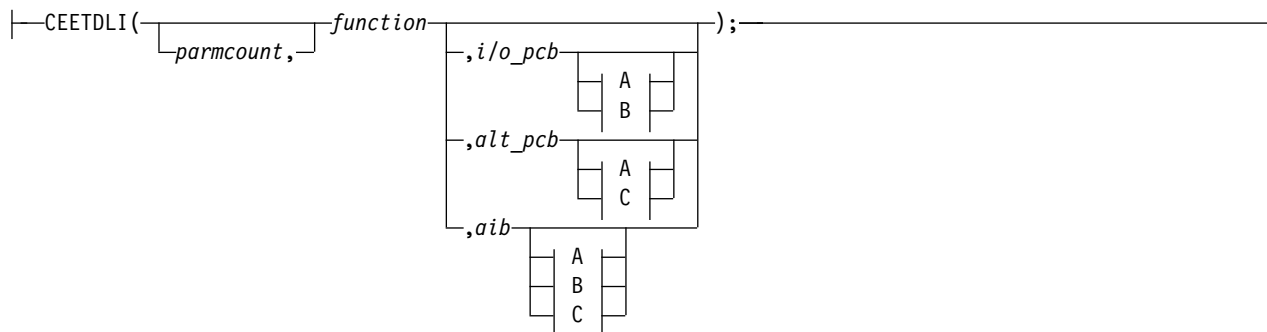 CEETDLI( function );
parmcount,
,i/o_pcb
A
B
,alt_pcb
A
C
,aib
A
B
C